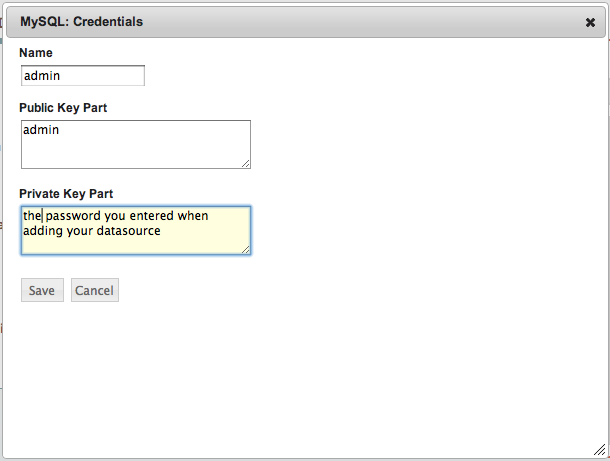 MySQL: Credentials
Name
admin
Public Key Part
admin
Private Key Part
the password you entered when
adding your datasource
Save Cancel